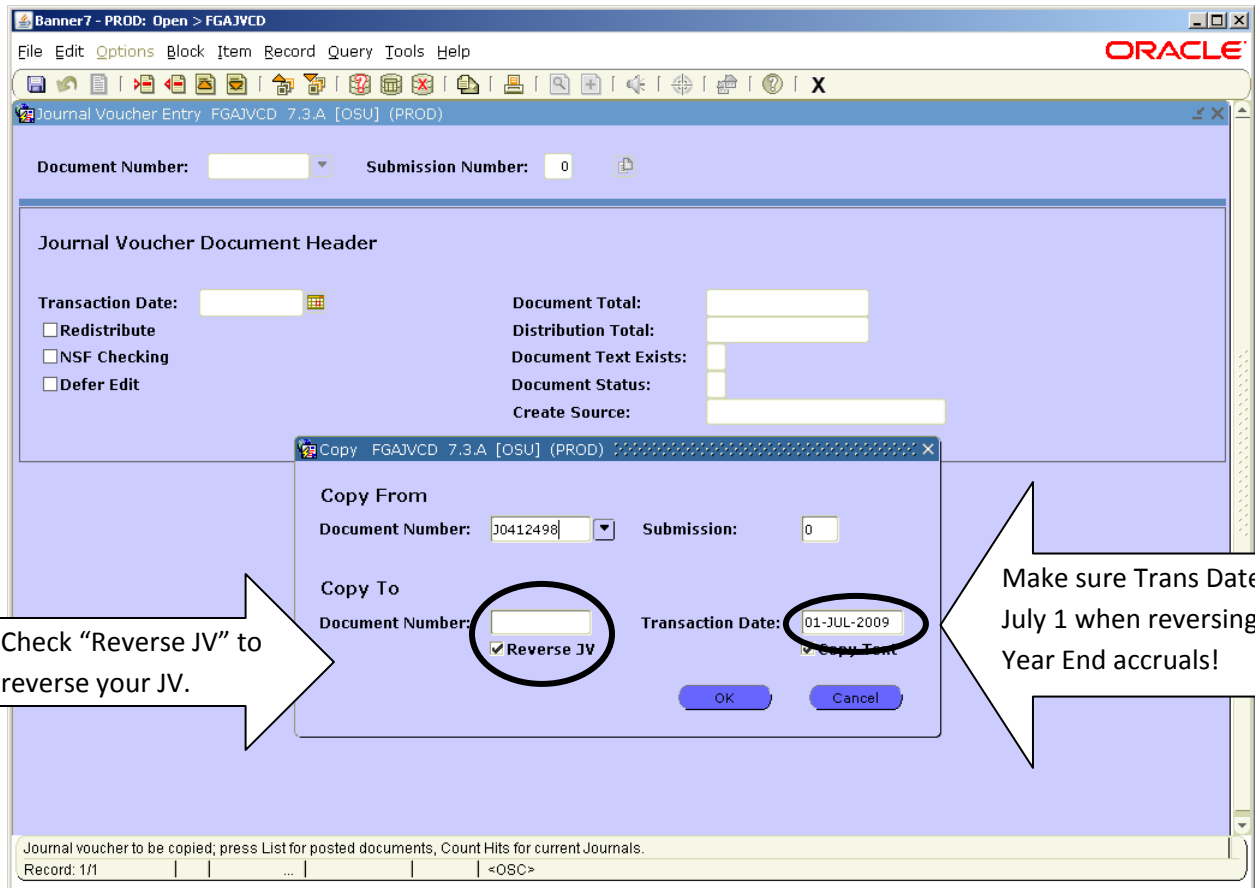 Banner7 - PROD: Open > FGAJVCD
File Edit Options Block Item Record Query Tools Help
ORACLE
X
Journal Voucher Entry FGAJVCD 7.3.A [OSU] (PROD)
Document Number: Submission Number: 0
Journal Voucher Document Header
Transaction Date: Document Total:
Redistribute Distribution Total:
NSF Checking Document Text Exists:
Defer Edit Document Status:
Create Source:
Copy FGAJVCD 7.3.A [OSU] (PROD)
Copy From
Document Number: J0412498 Submission: 0
Copy To
Document Number: Transaction Date: 01-JUL-2009
Reverse JV Copy Text
OK Cancel
Check “Reverse JV” to
reverse your JV.
Make sure Trans Date
July 1 when reversing
Year End accruals!
Journal voucher to be copied; press List for posted documents, Count Hits for current Journals.
Record: 1/1 ... <OSC>